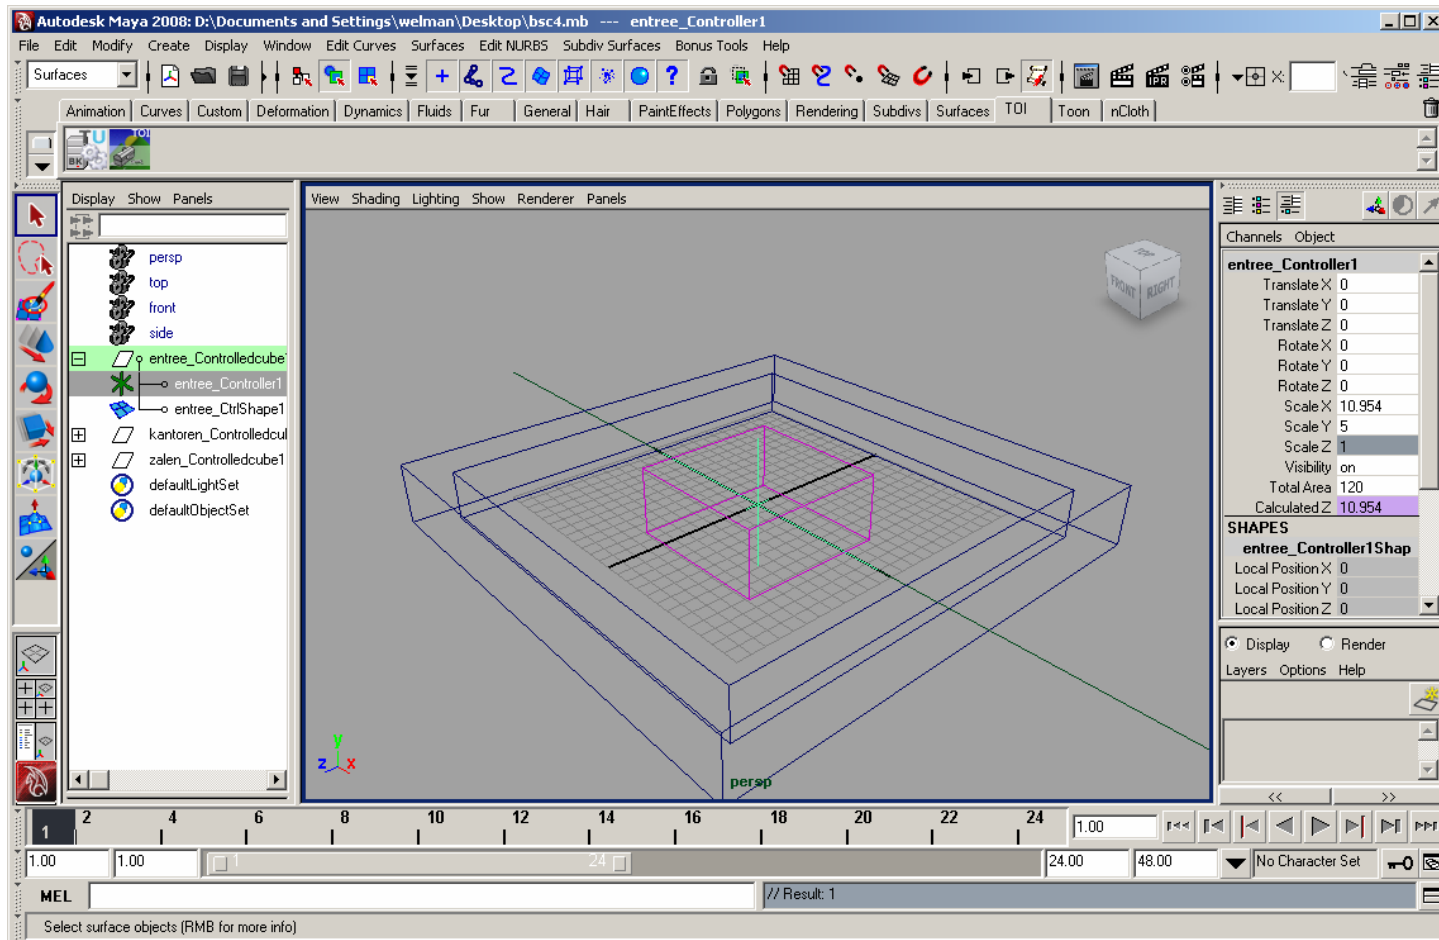 Autodesk Maya 2008: D:\Documents and Settings\welman\Desktop\bsc4.mb --- entree_Controller1
File Edit Modify Create Display Window Edit Curves Surfaces Edit NURBS Subdiv Surfaces Bonus Tools Help
Surfaces
IPR
X:
Animation Curves Custom Deformation Dynamics Fluids Fur General Hair PaintEffects Polygons Rendering Subdivs Surfaces TOI Toon nCloth
TU TOI
BK
Display Show Panels
View Shading Lighting Show Renderer Panels
persp
top
front
side
entree_Controlledcube1
entree_Controller1
entree_CtrlShape1
kantoren_Controlledcul
zalen_Controlledcube1
defaultLightSet
defaultObjectSet
TOP
FRONT RIGHT
y
z x
persp
Channels Object
entree_Controller1
Translate X 0
Translate Y 0
Translate Z 0
Rotate X 0
Rotate Y 0
Rotate Z 0
Scale X 10.954
Scale Y 5
Scale Z 1
Visibility on
Total Area 120
Calculated Z 10.954
SHAPES
entree_Controller1Shap
Local Position X 0
Local Position Y 0
Local Position Z 0
Display Render
Layers Options Help
<< >>
1 2 4 6 8 10 12 14 16 18 20 22 24 1.00
1.00 1.00 1 24 24.00 48.00 No Character Set
MEL // Result: 1
Select surface objects (RMB for more info)